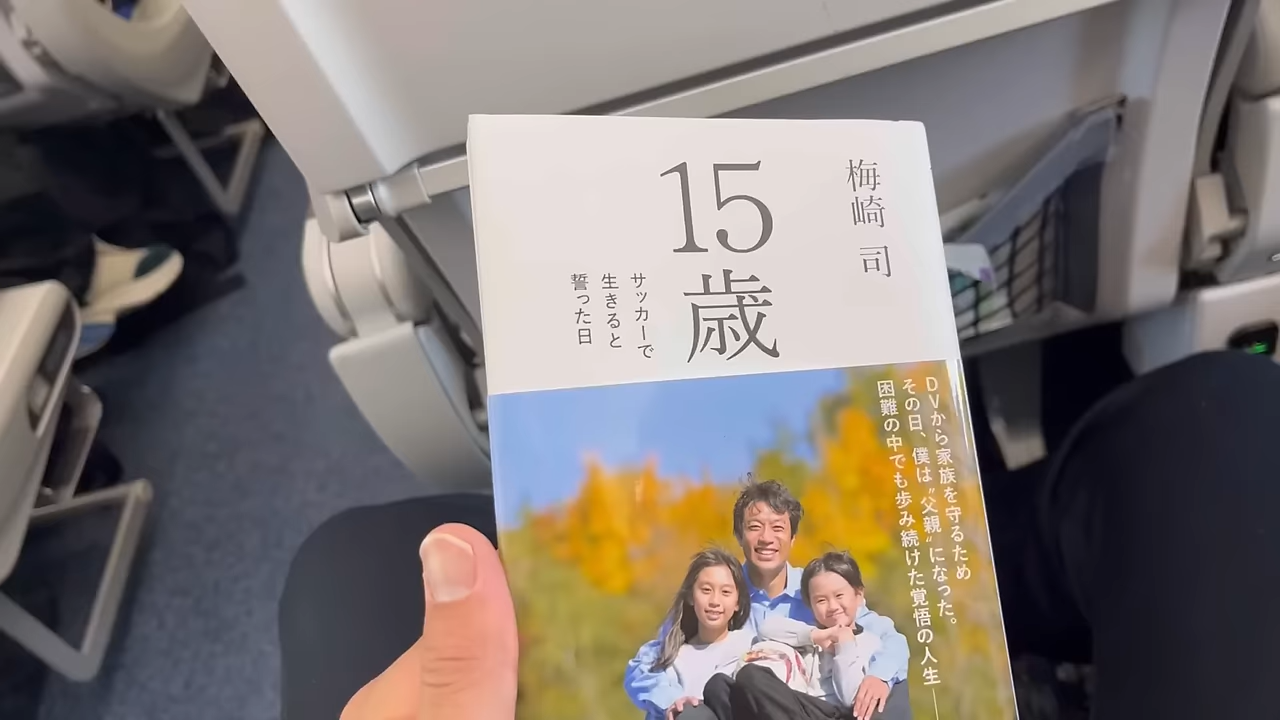 梅崎 司
15歳
サッカーで
生きると
誓った日
DVから家族を守るため
その日、僕は〝父親〟になった。
困難の中でも歩み続けた覚悟の人生―